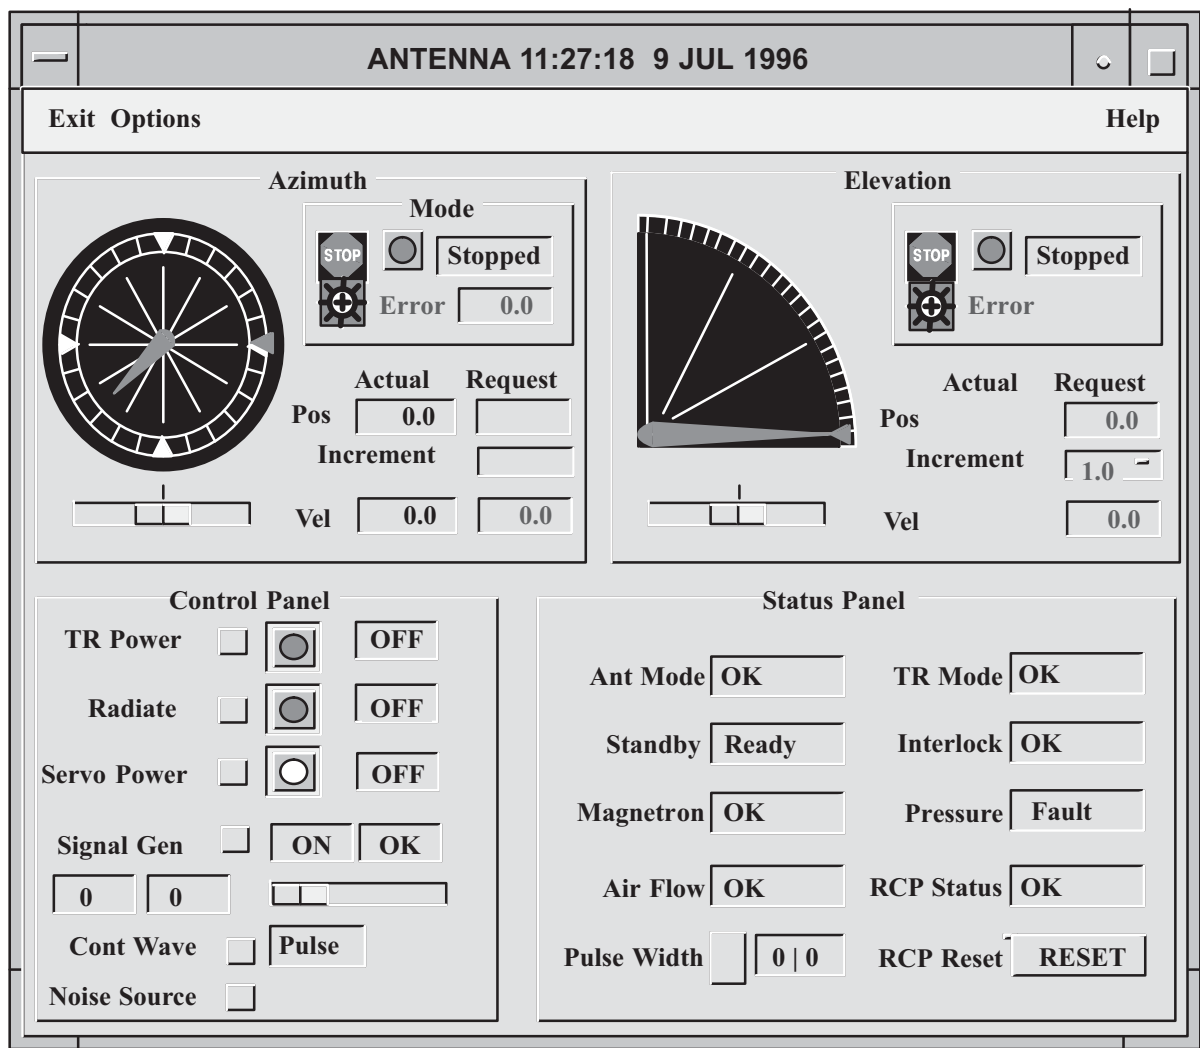 ANTENNA 11:27:18 9 JUL 1996
Exit Options Help
Azimuth
Mode
STOP Stopped
Error 0.0
Actual Request
Pos 0.0
Increment
Vel 0.0 0.0
Elevation
STOP Stopped
Error
Actual Request
Pos 0.0
Increment 1.0
Vel 0.0
Control Panel
TR Power OFF
Radiate OFF
Servo Power OFF
Signal Gen ON OK
0 0
Cont Wave Pulse
Noise Source
Status Panel
Ant Mode OK TR Mode OK
Standby Ready Interlock OK
Magnetron OK Pressure Fault
Air Flow OK RCP Status OK
Pulse Width 0 | 0 RCP Reset RESET